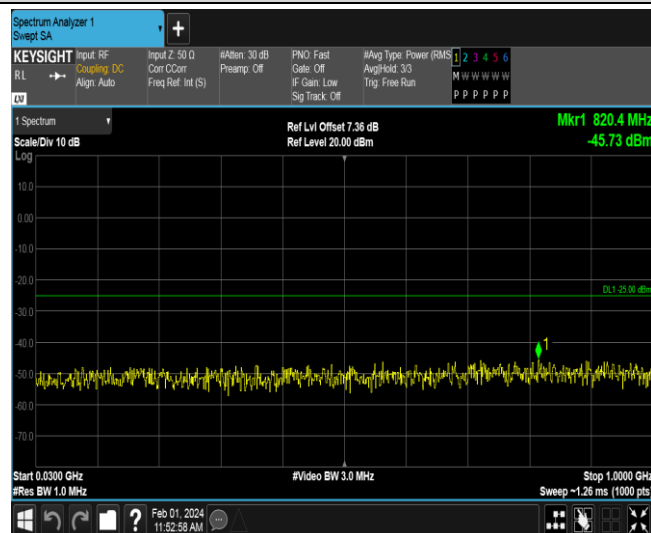 Spectrum Analyzer 1
Swept SA
+
KEYSIGHT Input: RF Input Z: 50 Ω #Atten: 30 dB PNO: Fast #Avg Type: Power (RMS 1 2 3 4 5 6
RL Coupling: DC Corr CCorr Preamp: Off Gate: Off Avg|Hold: 3/3 M W W W W W
Align: Auto Freq Ref: Int (S) IF Gain: Low Trig: Free Run
Sig Track: Off P P P P P P
1 Spectrum
Ref Lvl Offset 7.36 dB Mkr1 820.4 MHz
Scale/Div 10 dB Ref Level 20.00 dBm -45.73 dBm
Log
10.0
0.00
-10.0
-20.0
DL1 -25.00 dBm
-30.0
-40.0
1
-50.0
-60.0
-70.0
Start 0.0300 GHz #Video BW 3.0 MHz Stop 1.0000 GHz
#Res BW 1.0 MHz Sweep ~1.26 ms (1000 pts
? Feb 01, 2024
11:52:58 AM